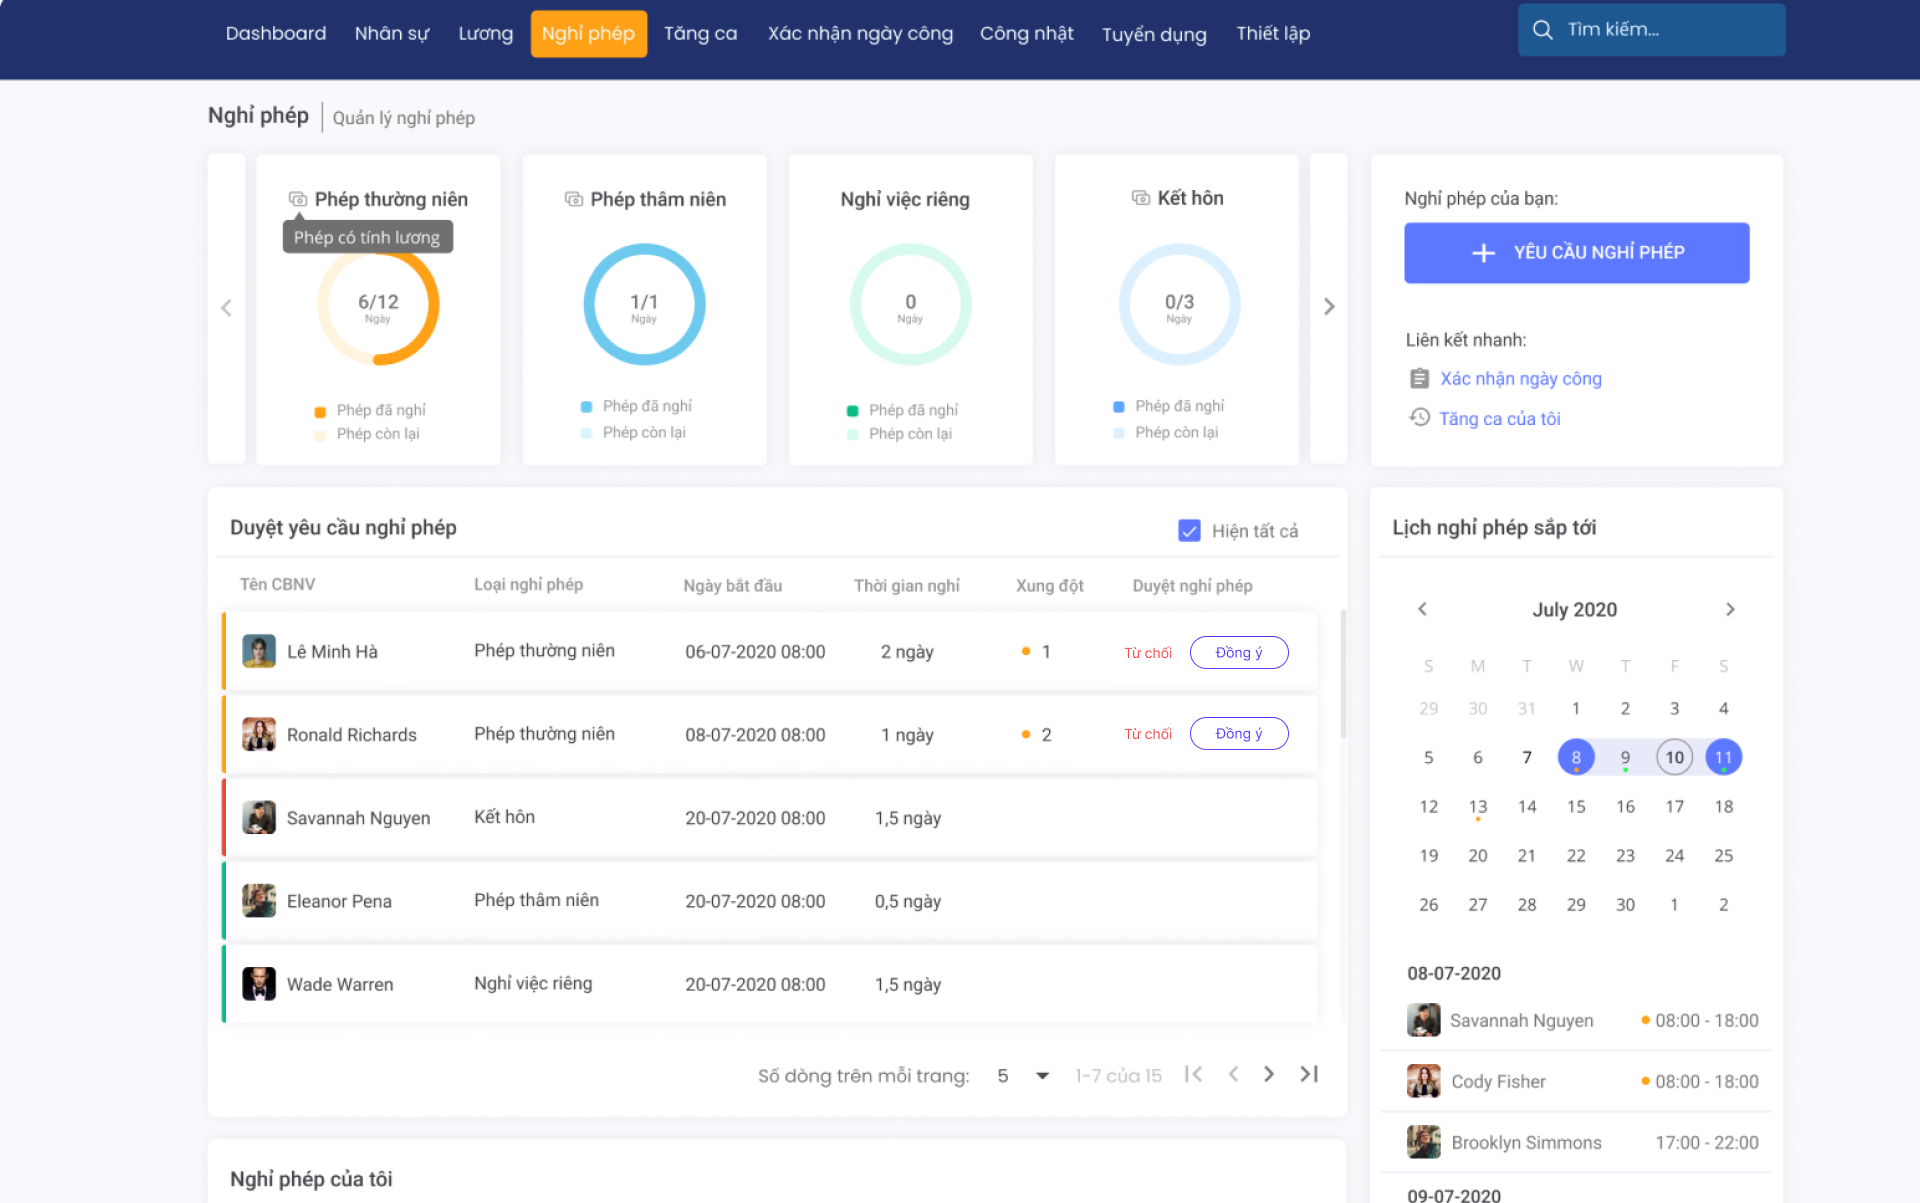 Dashboard Nhân sự Lương Nghỉ phép Tăng ca Xác nhận ngày công Công nhật Tuyển dụng Thiết lập Tìm kiếm...
Nghỉ phép Quản lý nghỉ phép
Phép thường niên
Phép có tính lương
6/12
Ngày
Phép đã nghỉ
Phép còn lại
Phép thâm niên
1/1
Ngày
Phép đã nghỉ
Phép còn lại
Nghỉ việc riêng
0
Ngày
Phép đã nghỉ
Phép còn lại
Kết hôn
0/3
Ngày
Phép đã nghỉ
Phép còn lại
Nghỉ phép của bạn:
YÊU CẦU NGHỈ PHÉP
Liên kết nhanh:
Xác nhận ngày công
Tăng ca của tôi
Duyệt yêu cầu nghỉ phép Hiện tất cả
Tên CBNV Loại nghỉ phép Ngày bắt đầu Thời gian nghỉ Xung đột Duyệt nghỉ phép
Lê Minh Hà Phép thường niên 06-07-2020 08:00 2 ngày 1 Từ chối Đồng ý
Ronald Richards Phép thường niên 08-07-2020 08:00 1 ngày 2 Từ chối Đồng ý
Savannah Nguyen Kết hôn 20-07-2020 08:00 1,5 ngày
Eleanor Pena Phép thâm niên 20-07-2020 08:00 0,5 ngày
Wade Warren Nghỉ việc riêng 20-07-2020 08:00 1,5 ngày
Số dòng trên mỗi trang: 5 1-7 của 15
Nghỉ phép của tôi
Lịch nghỉ phép sắp tới
July 2020
S M T W T F S
29 30 31 1 2 3 4
5 6 7 8 9 10 11
12 13 14 15 16 17 18
19 20 21 22 23 24 25
26 27 28 29 30 1 2
08-07-2020
Savannah Nguyen 08:00 - 18:00
Cody Fisher 08:00 - 18:00
Brooklyn Simmons 17:00 - 22:00
09-07-2020